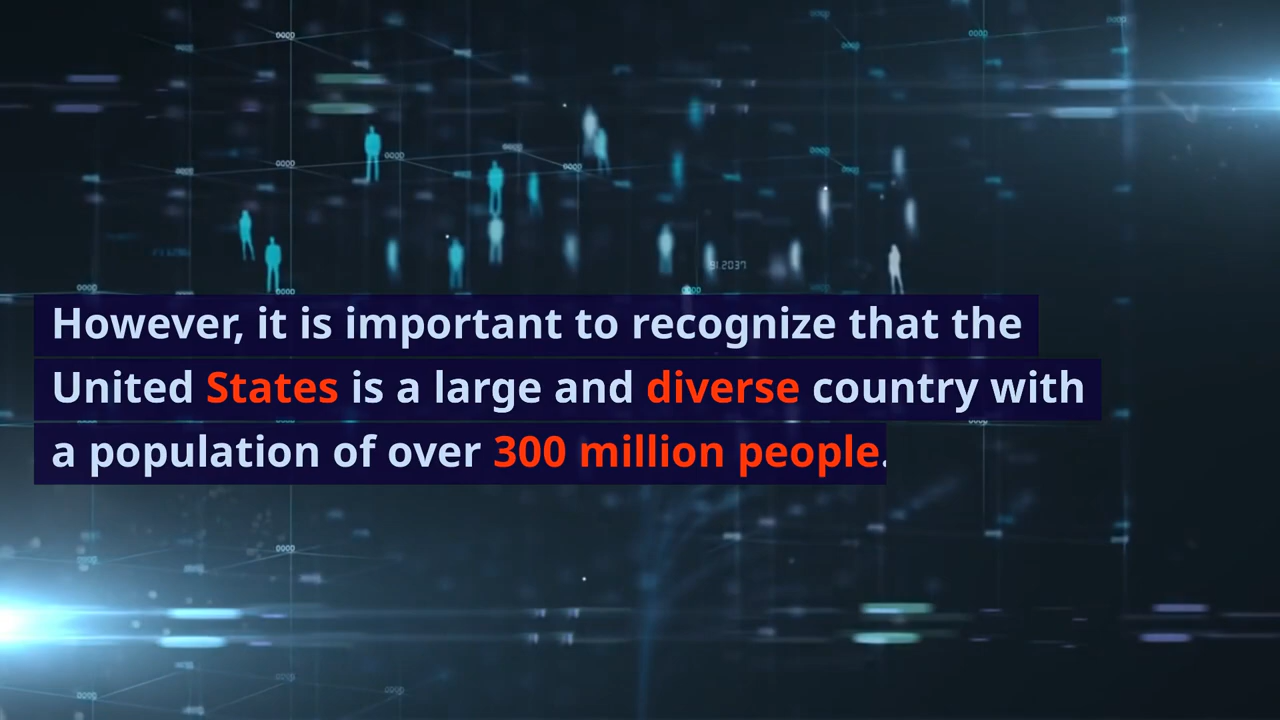 However, it is important to recognize that the
United States is a large and diverse country with
a population of over 300 million people.